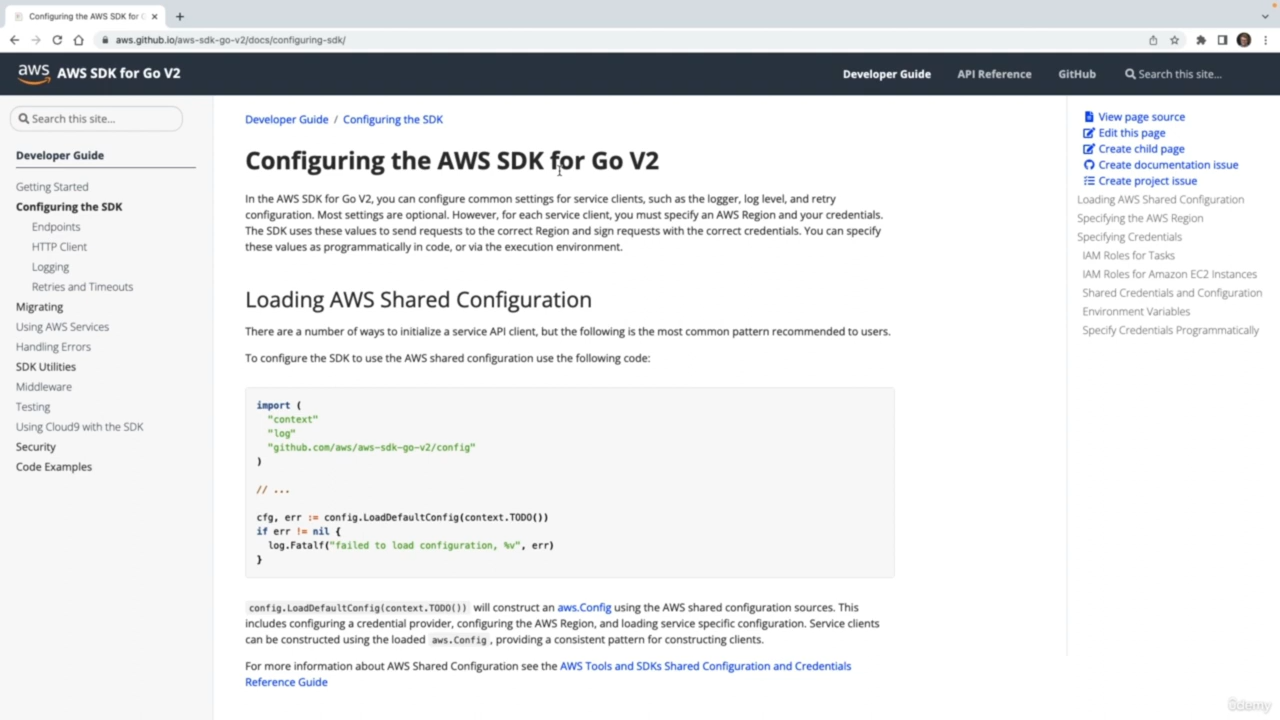 Configuring the AWS SDK for G
aws.github.io/aws-sdk-go-v2/docs/configuring-sdk/
aws AWS SDK for Go V2
Developer Guide
API Reference
GitHub
Search this site...
Search this site...
Developer Guide
Getting Started
Configuring the SDK
Endpoints
HTTP Client
Logging
Retries and Timeouts
Migrating
Using AWS Services
Handling Errors
SDK Utilities
Middleware
Testing
Using Cloud9 with the SDK
Security
Code Examples
Developer Guide / Configuring the SDK
Configuring the AWS SDK for Go V2
In the AWS SDK for Go V2, you can configure common settings for service clients, such as the logger, log level, and retry
configuration. Most settings are optional. However, for each service client, you must specify an AWS Region and your credentials.
The SDK uses these values to send requests to the correct Region and sign requests with the correct credentials. You can specify
these values as programmatically in code, or via the execution environment.
Loading AWS Shared Configuration
There are a number of ways to initialize a service API client, but the following is the most common pattern recommended to users.
To configure the SDK to use the AWS shared configuration use the following code:
import (
"context"
"log"
"github.com/aws/aws-sdk-go-v2/config"
)
// ...
cfg, err := config.LoadDefaultConfig(context.TODO())
if err != nil {
log.Fatalf("failed to load configuration, %v", err)
}
config.LoadDefaultConfig(context.TODO()) will construct an aws.Config using the AWS shared configuration sources. This
includes configuring a credential provider, configuring the AWS Region, and loading service specific configuration. Service clients
can be constructed using the loaded aws.Config, providing a consistent pattern for constructing clients.
For more information about AWS Shared Configuration see the AWS Tools and SDKs Shared Configuration and Credentials
Reference Guide
View page source
Edit this page
Create child page
Create documentation issue
Create project issue
Loading AWS Shared Configuration
Specifying the AWS Region
Specifying Credentials
IAM Roles for Tasks
IAM Roles for Amazon EC2 Instances
Shared Credentials and Configuration
Environment Variables
Specify Credentials Programmatically
ûdemy